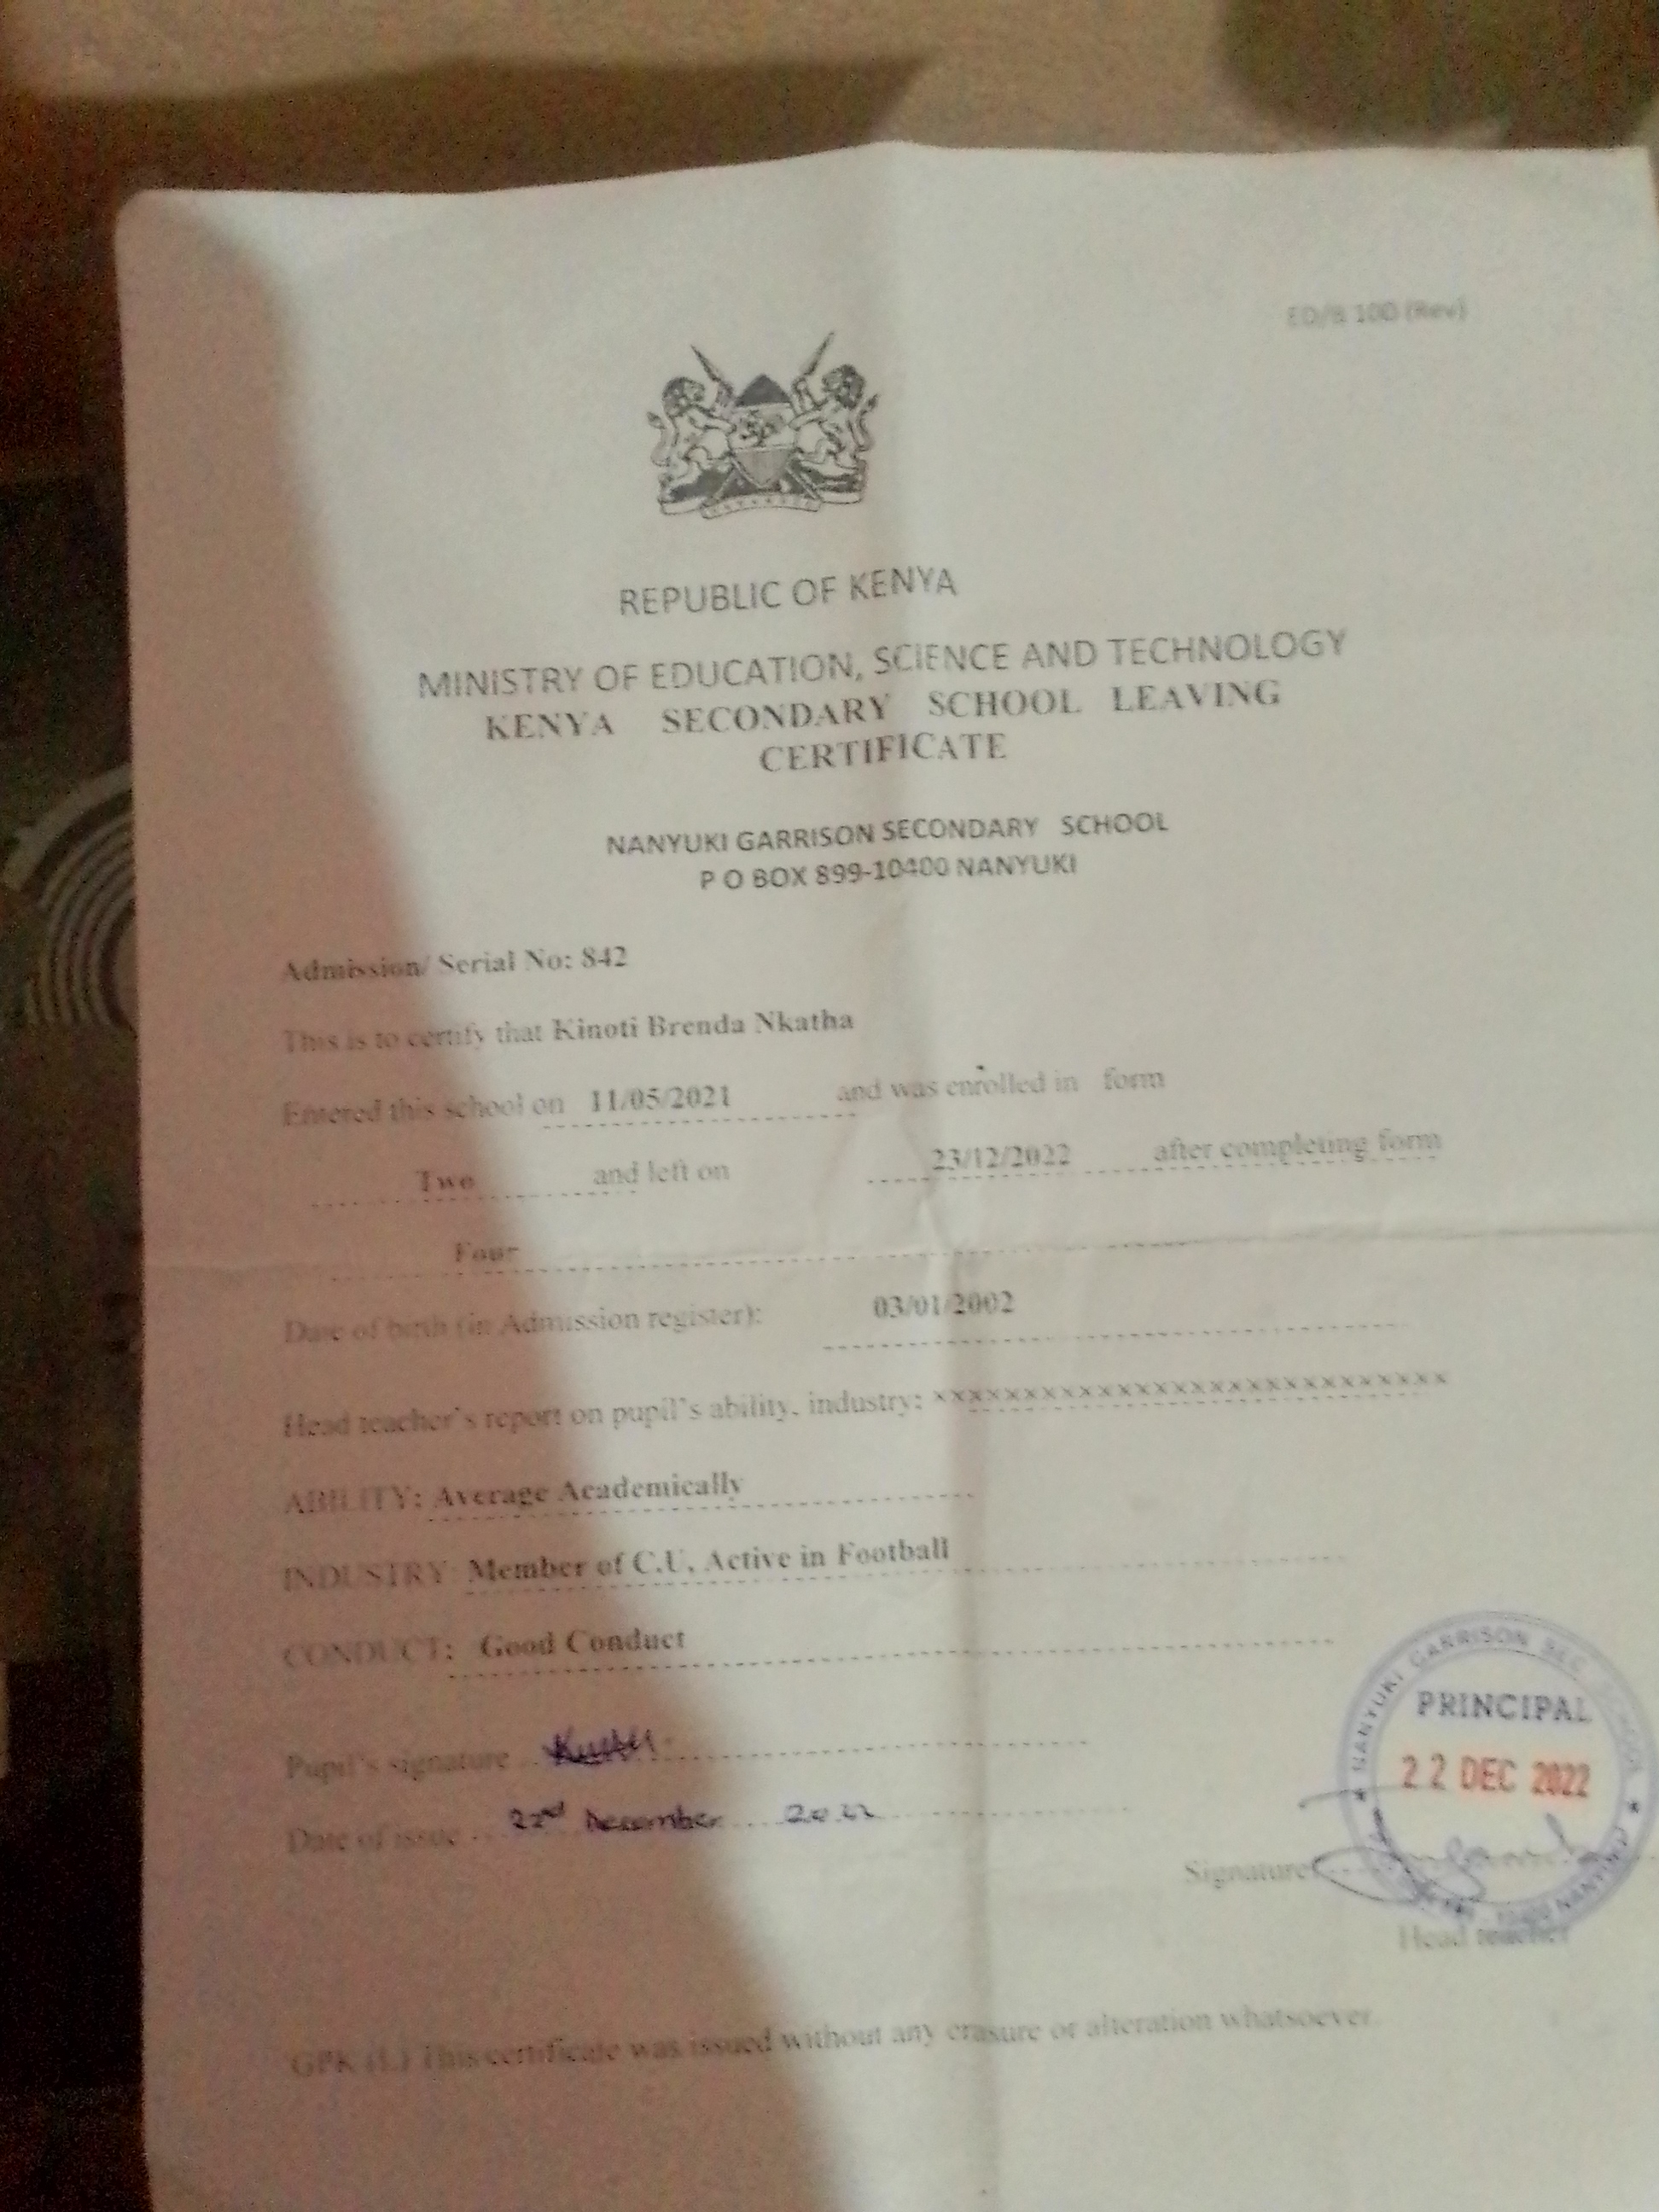 ED/B 100 (Rev)
REPUBLIC OF KENYA
MINISTRY OF EDUCATION, SCIENCE AND TECHNOLOGY
KENYA SECONDARY SCHOOL LEAVING
CERTIFICATE
NANYUKI GARRISON SECONDARY SCHOOL
P O BOX 899-10400 NANYUKI
Admission/ Serial No: 842
This is to certify that Kinoti Brenda Nkatha
Entered this school on 11/05/2021 and was enrolled in form
Two and left on 23/12/2022 after completing form
Four
Date of birth (in Admission register): 03/01/2002
Head teacher's report on pupil's ability, industry: xxxxxxxxxxxxxxxxxxxxxxxxxxxx
ABILITY: Average Academically
INDUSTRY: Member of C.U, Active in Football
CONDUCT: Good Conduct
Pupil's signature
Date of issue 22nd December 2022
NANYUKI GARRISON SEC. SCHOOL
PRINCIPAL
22 DEC 2022
10400 NANYUKI
Signature
Head teacher
GPK (L) This certificate was issued without any erasure or alteration whatsoever.